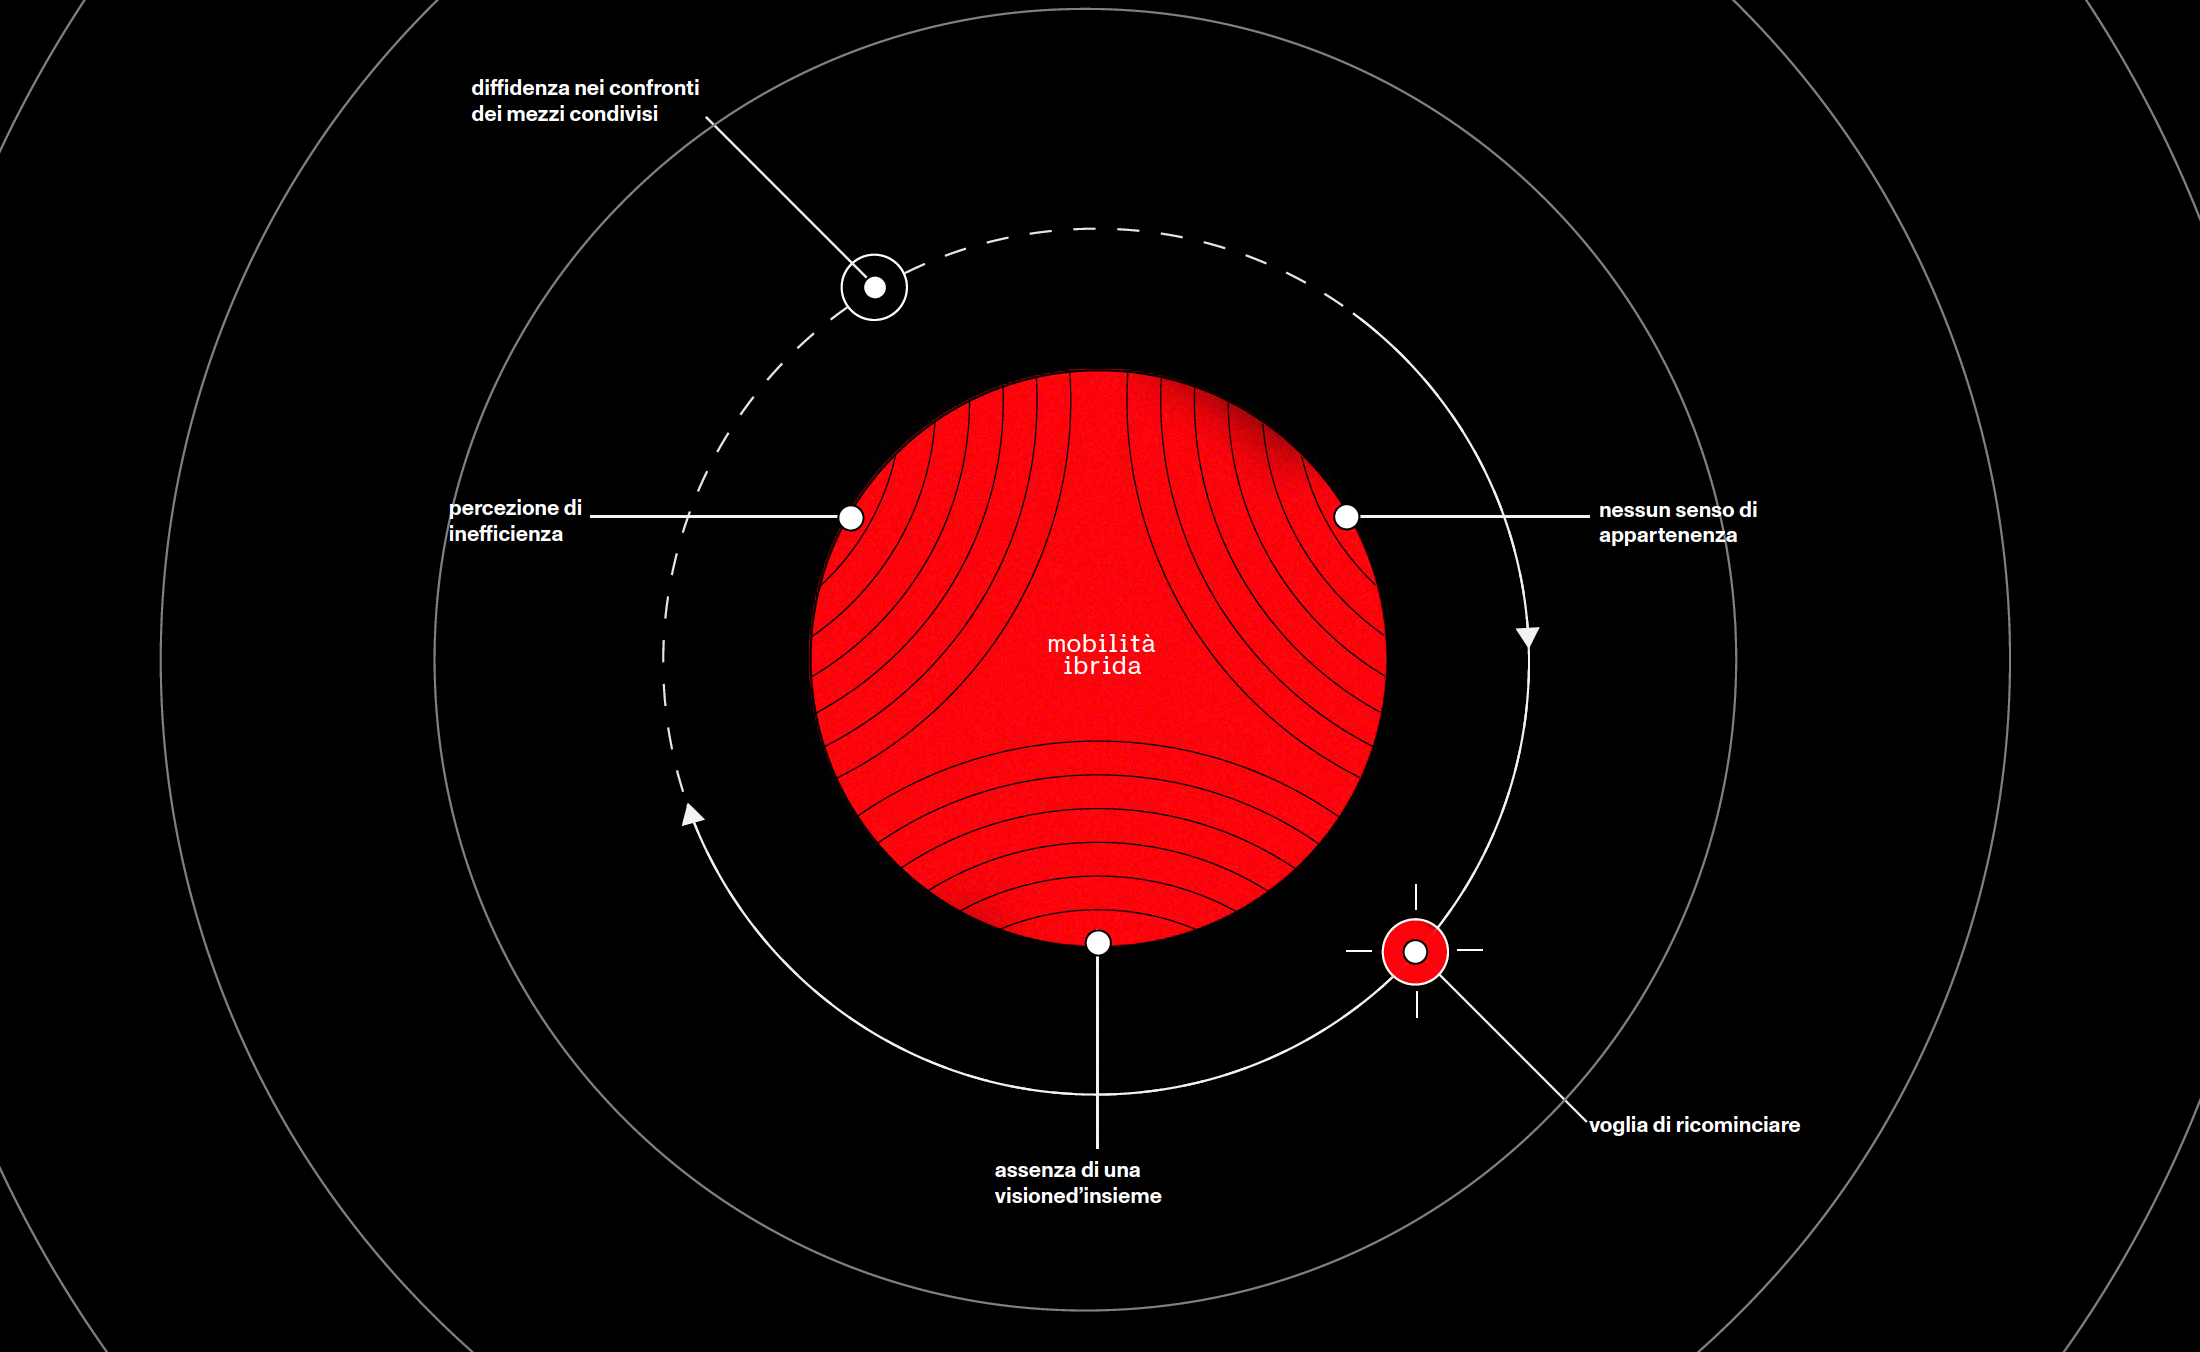 diffidenza nei confronti
dei mezzi condivisi
percezione di
inefficienza
nessun senso di
appartenenza
mobilità
ibrida
voglia di ricominciare
assenza di una
visioned’insieme